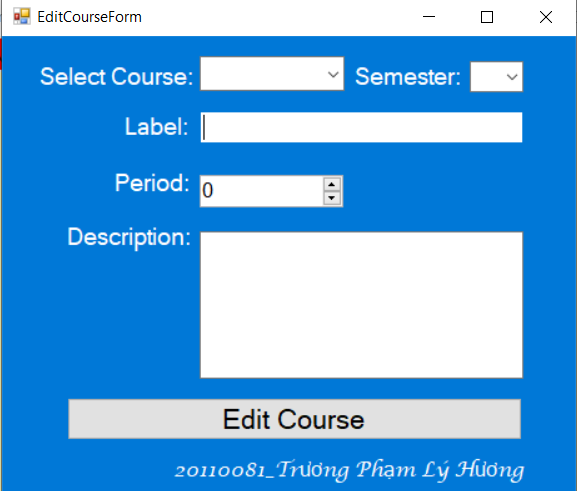 EditCourseForm
Select Course: Semester:
Label:
Period: 0
Description:
Edit Course
20110081_Trương Phạm Lý Hương